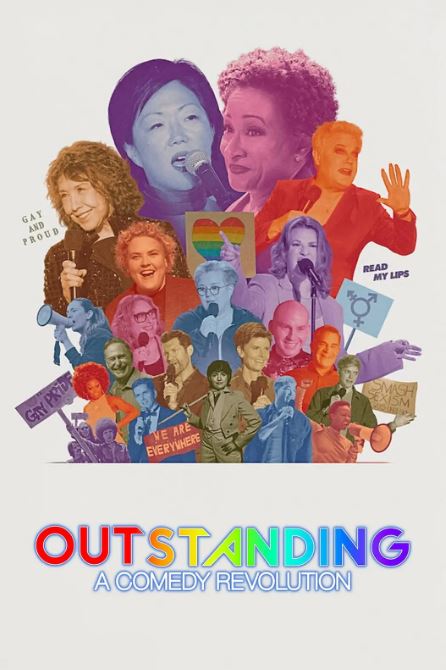 GAY
AND
PROUD
READ
MY LIPS
GAY PRIDE
SMASH
SEXISM
WE ARE
EVERYWHERE
OUTSTANDING
A COMEDY REVOLUTION